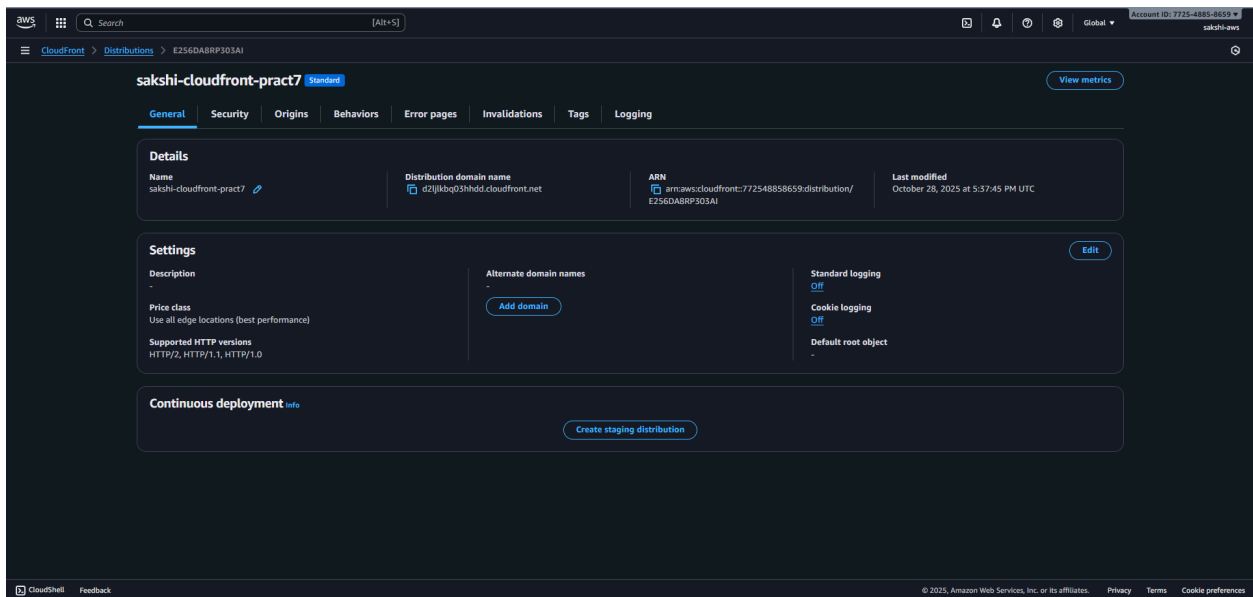 aws
Search [Alt+S]
Global
Account ID: 7725-4885-8659
sakshi-aws
CloudFront > Distributions > E256DA8RP303AI
sakshi-cloudfront-pract7 Standard
View metrics
General Security Origins Behaviors Error pages Invalidations Tags Logging
Details
Name
sakshi-cloudfront-pract7
Distribution domain name
d2ljlkbq03hhdd.cloudfront.net
ARN
arn:aws:cloudfront::772548858659:distribution/
E256DA8RP303AI
Last modified
October 28, 2025 at 5:37:45 PM UTC
Settings
Edit
Description
-
Price class
Use all edge locations (best performance)
Supported HTTP versions
HTTP/2, HTTP/1.1, HTTP/1.0
Alternate domain names
-
Add domain
Standard logging
Off
Cookie logging
Off
Default root object
-
Continuous deployment Info
Create staging distribution
CloudShell Feedback
© 2025, Amazon Web Services, Inc. or its affiliates. Privacy Terms Cookie preferences